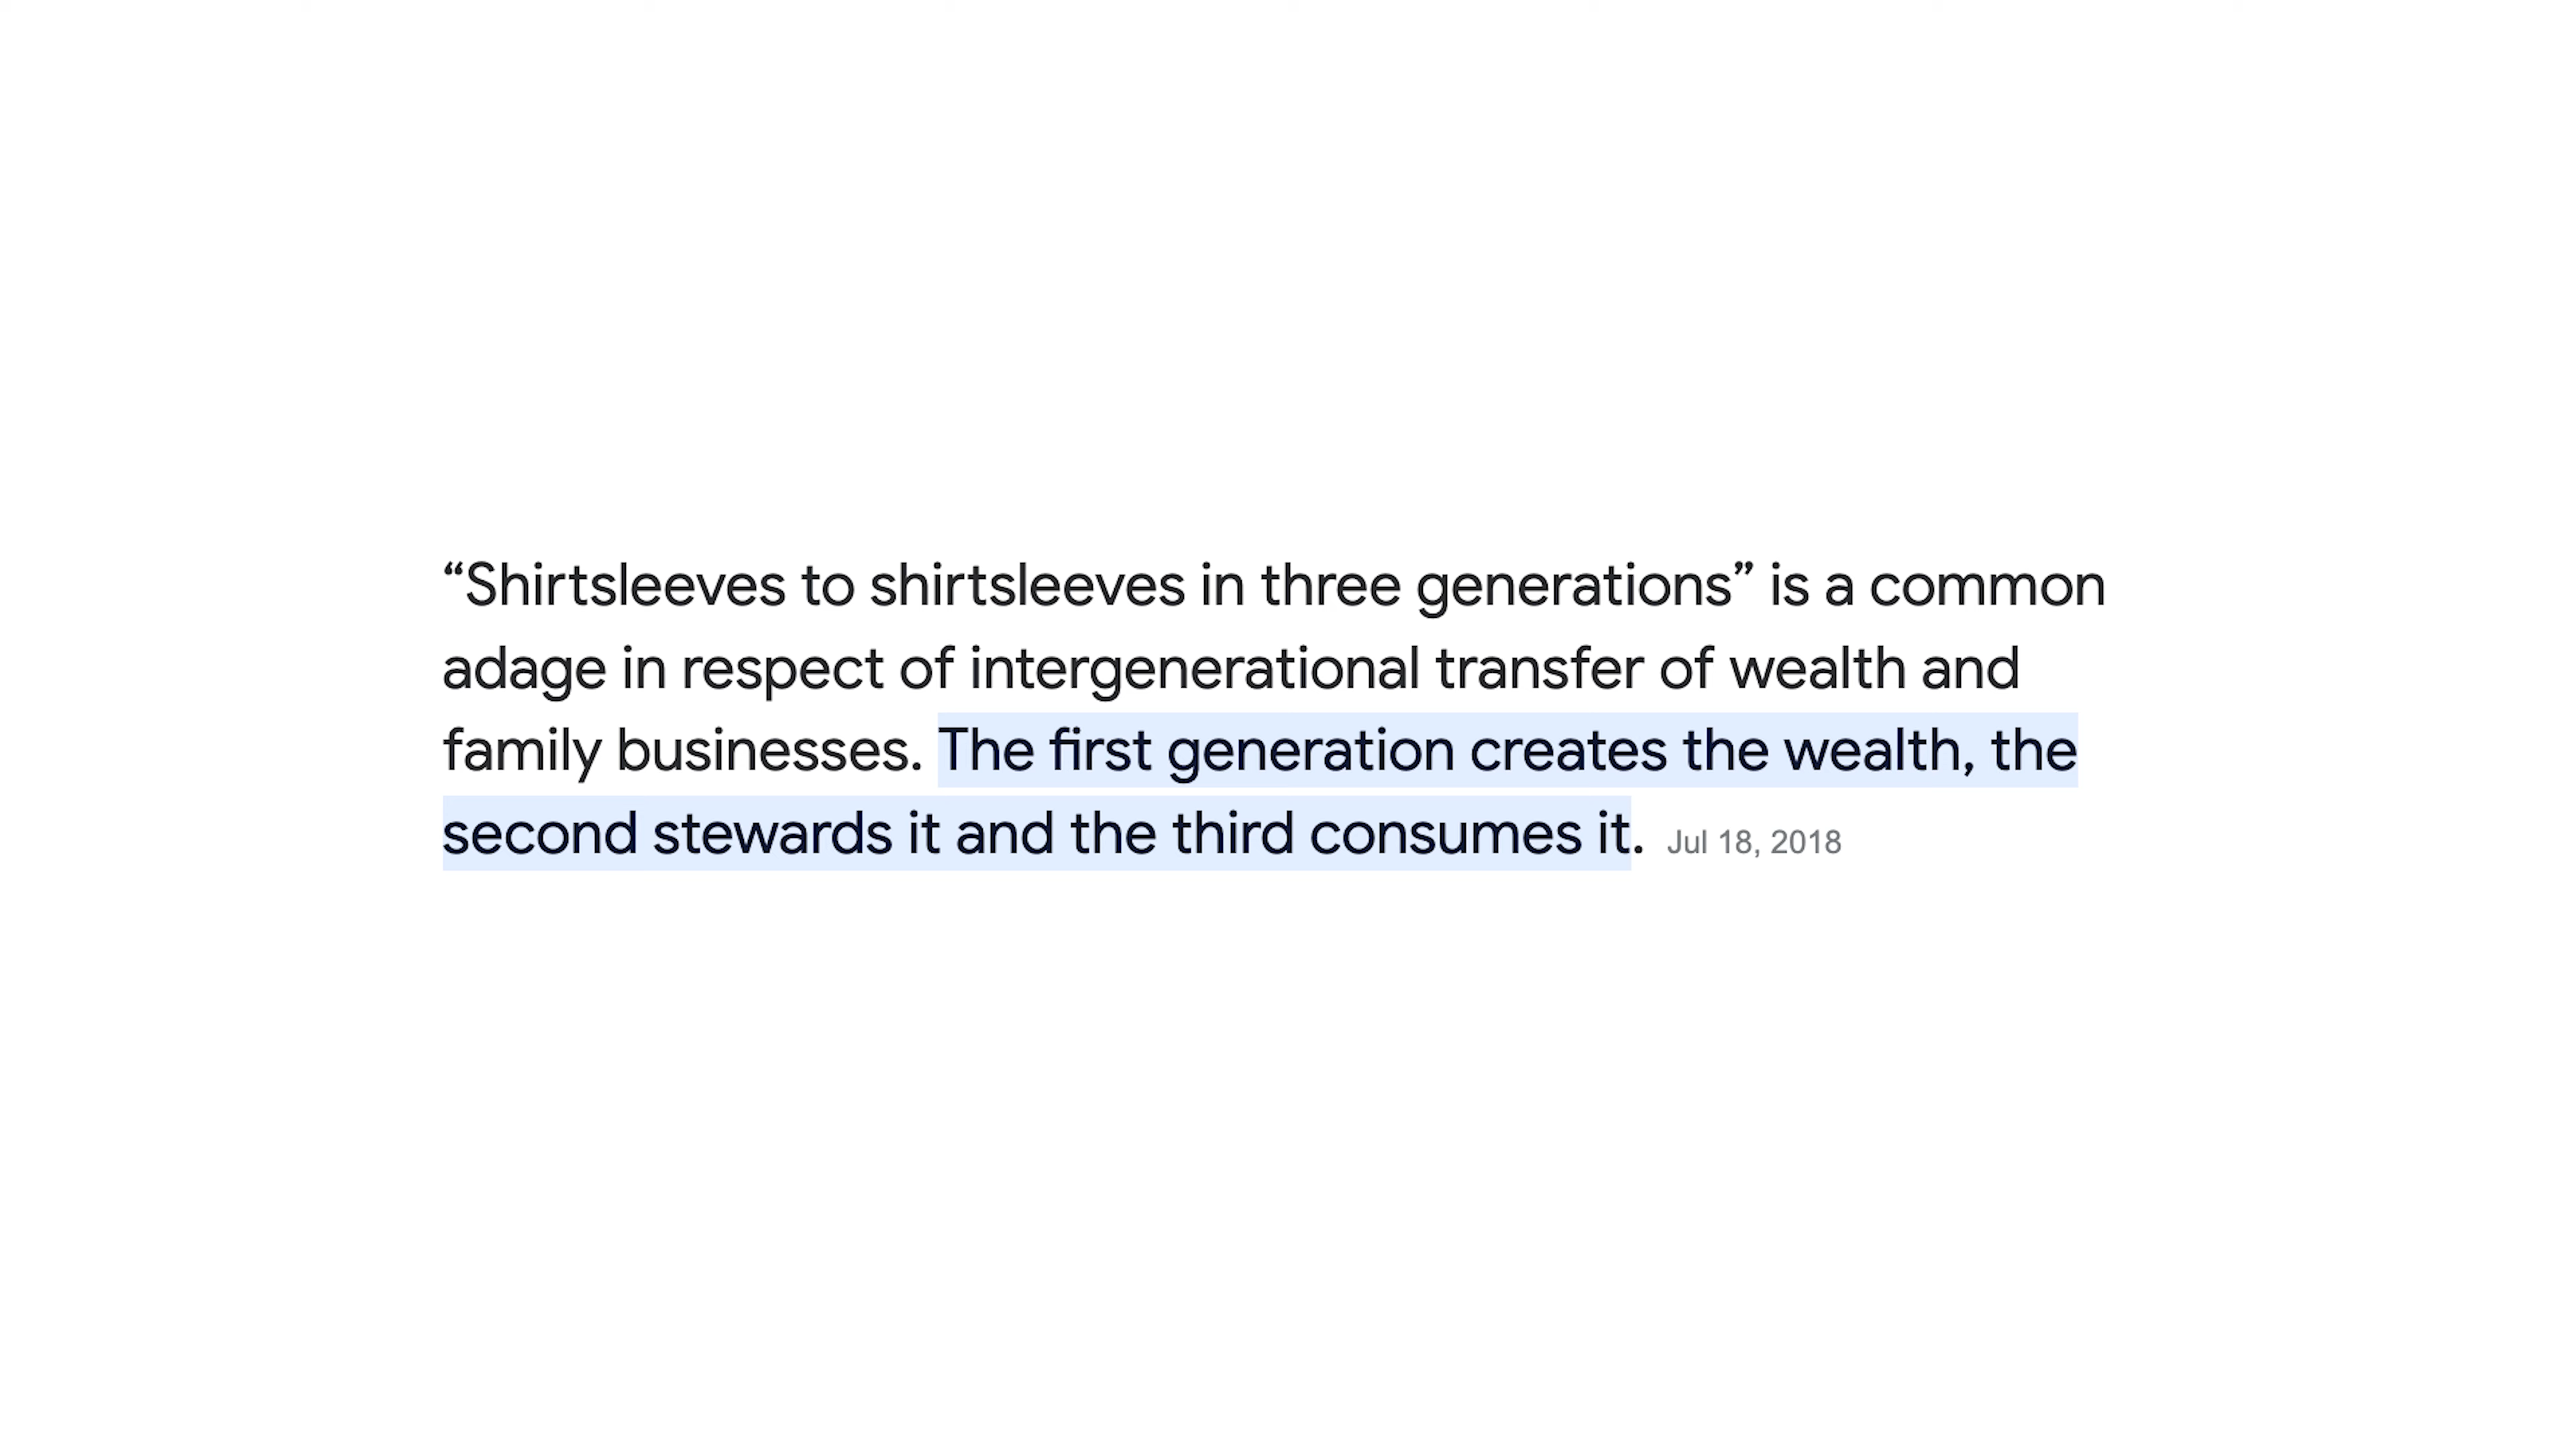 “Shirtsleeves to shirtsleeves in three generations” is a common
adage in respect of intergenerational transfer of wealth and
family businesses. The first generation creates the wealth, the
second stewards it and the third consumes it. Jul 18, 2018